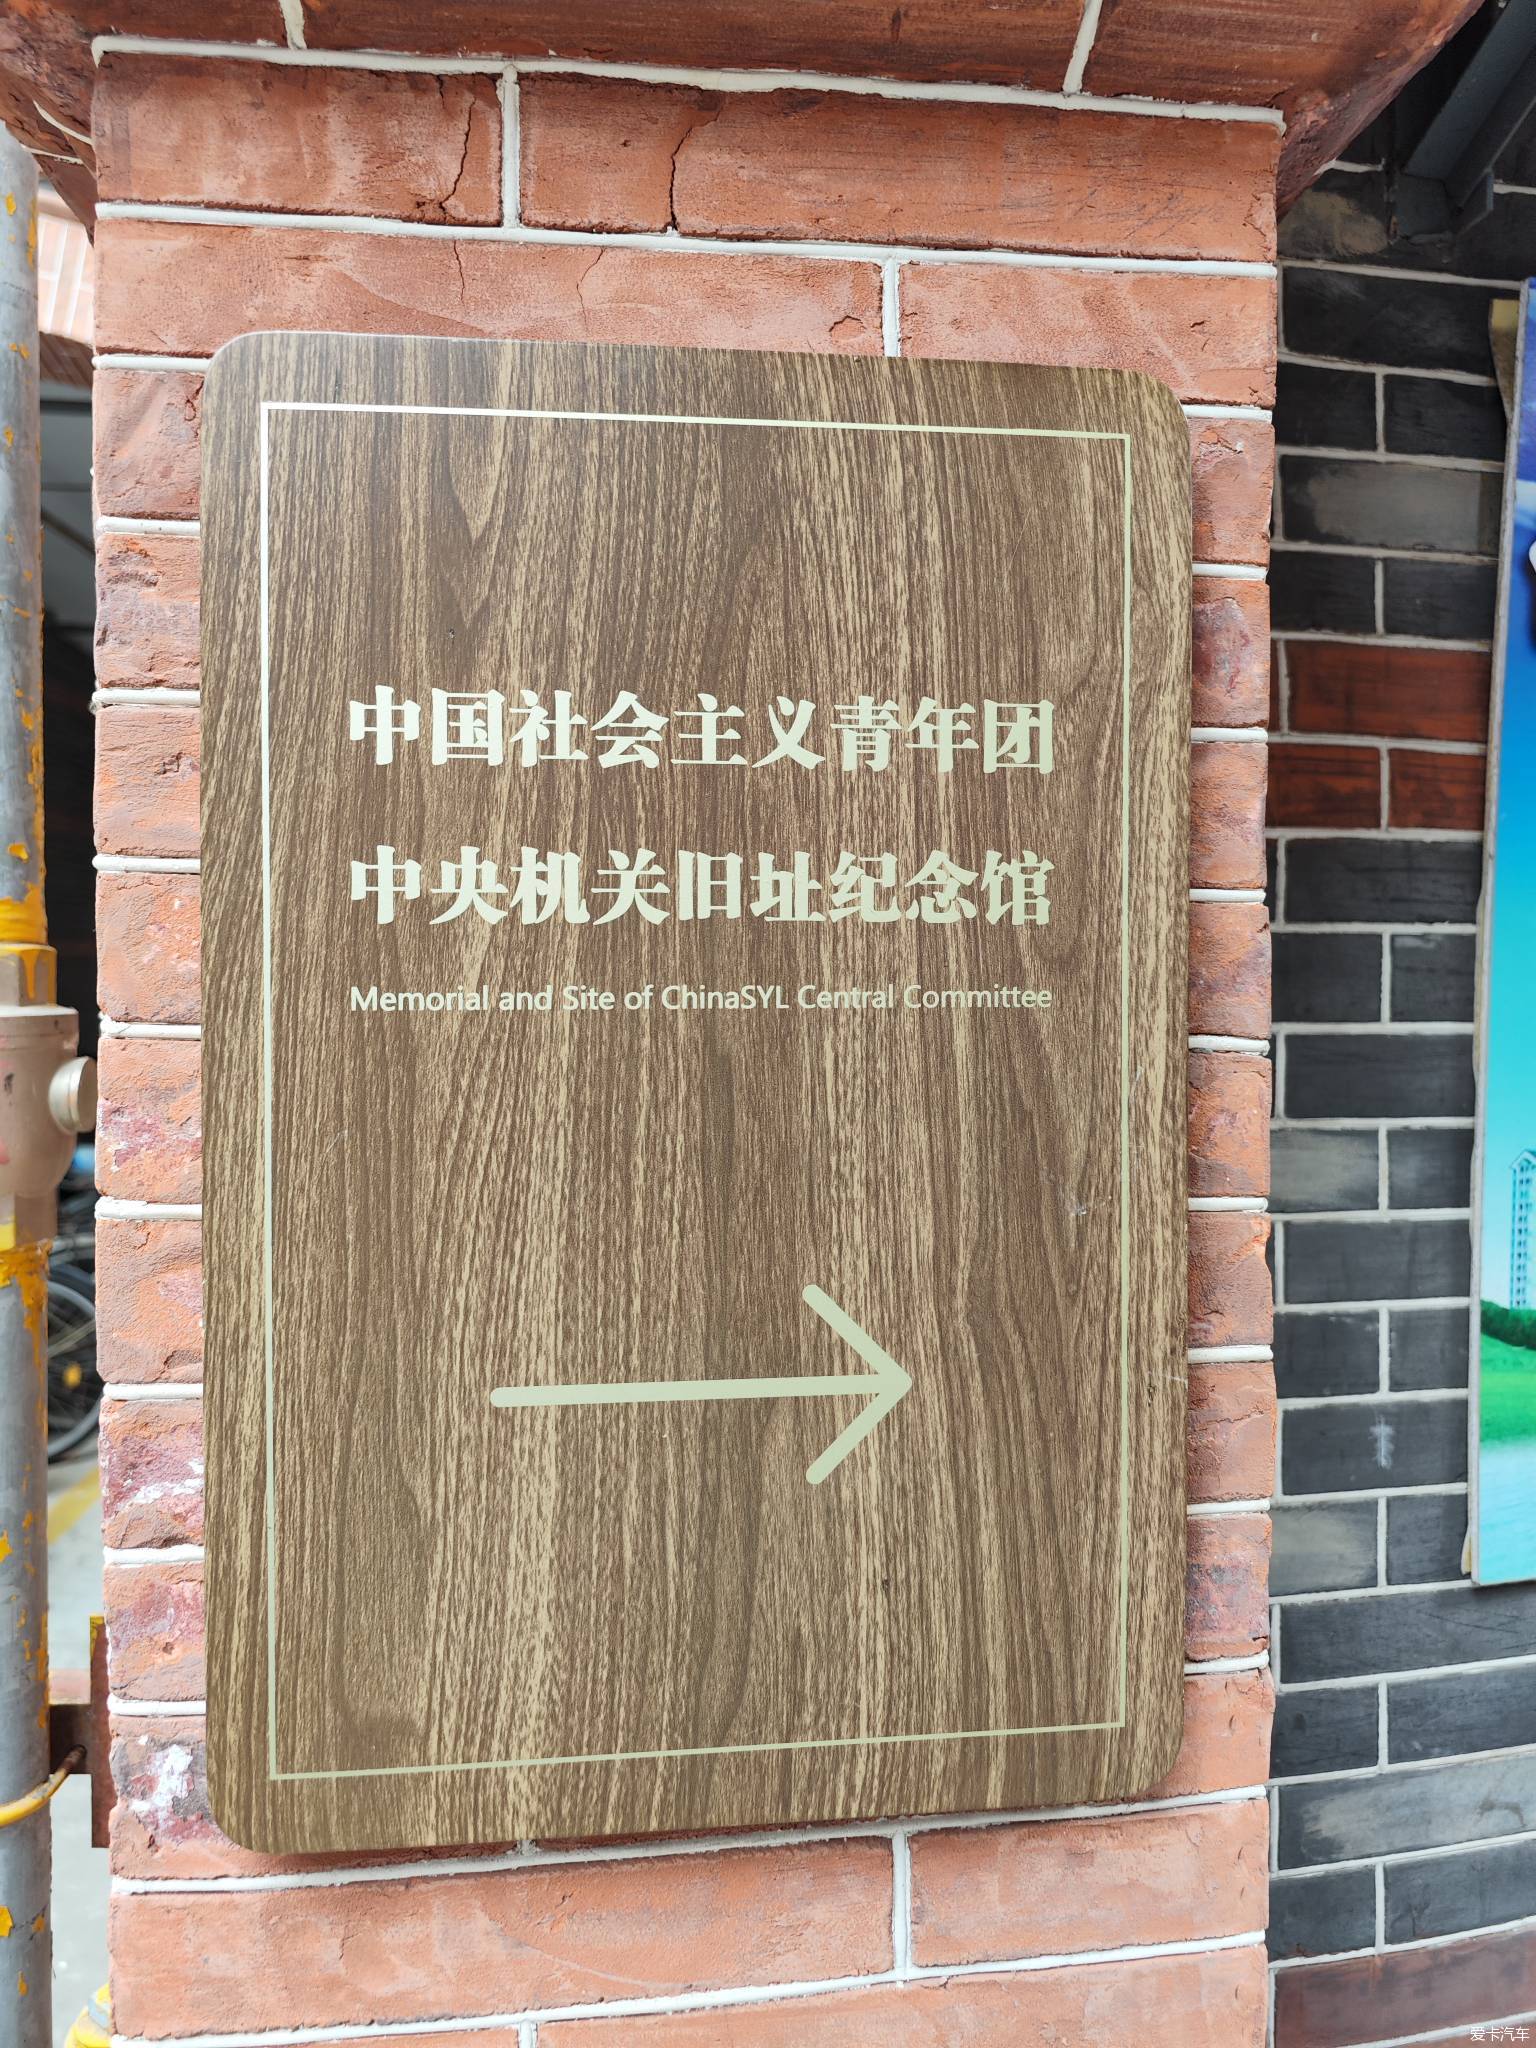 中国社会主义青年团
中央机关旧址纪念馆
Memorial and Site of ChinaSYL Central Committee
爱卡汽车